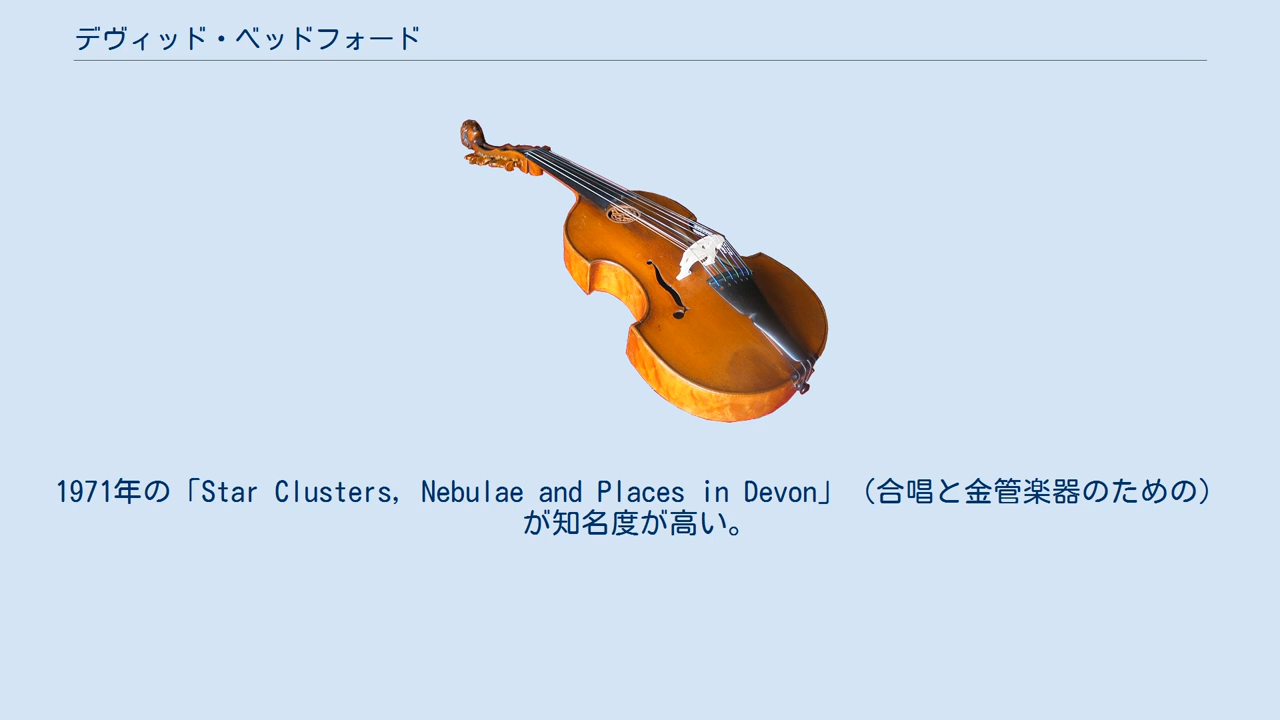 デヴィッド・ベッドフォード
1971年の「Star Clusters, Nebulae and Places in Devon」（合唱と金管楽器のための）
が知名度が高い。